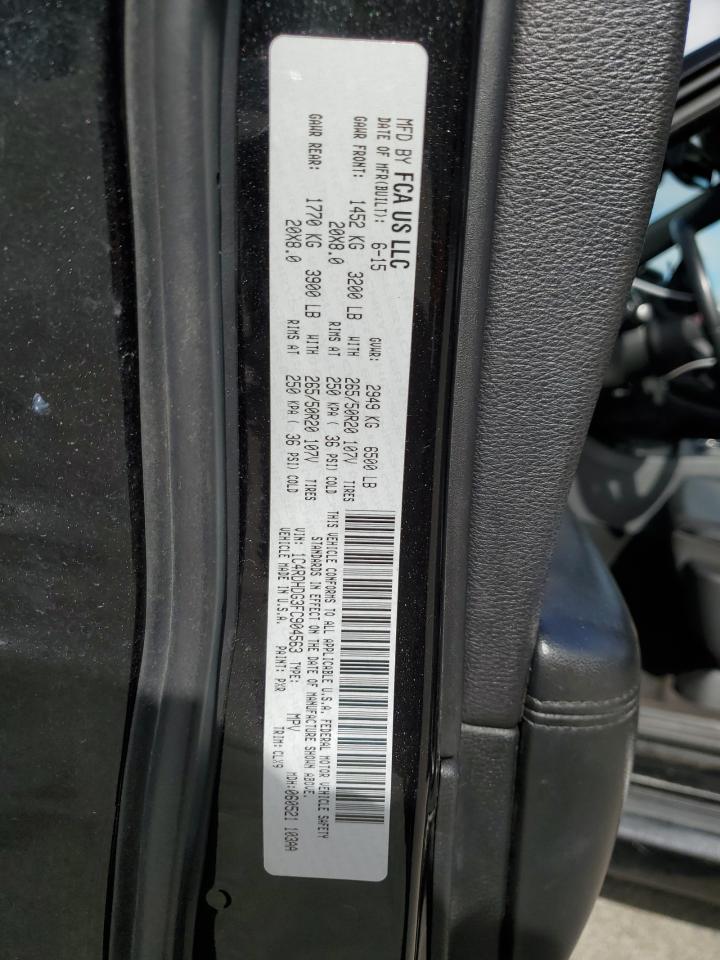 MFD BY FCA US LLC
DATE OF MFR(BUILT): 6-15 GVWR: 2949 KG 6500 LB
GAWR FRONT: 1452 KG 3200 LB WITH 265/50R20 107V TIRES
20X8.0 RIMS AT 250 KPA ( 36 PSI) COLD
GAWR REAR: 1770 KG 3900 LB WITH 265/50R20 107V TIRES
20X8.0 RIMS AT 250 KPA ( 36 PSI) COLD
THIS VEHICLE CONFORMS TO ALL APPLICABLE U.S.A. FEDERAL MOTOR VEHICLE SAFETY
STANDARDS IN EFFECT ON THE DATE OF MANUFACTURE SHOWN ABOVE.
VIN: 1C4RDHDG3FC904563 TYPE: MPV MDH:060521 103AA
VEHICLE MADE IN U.S.A. PAINT: PXR TRIM:CLX9